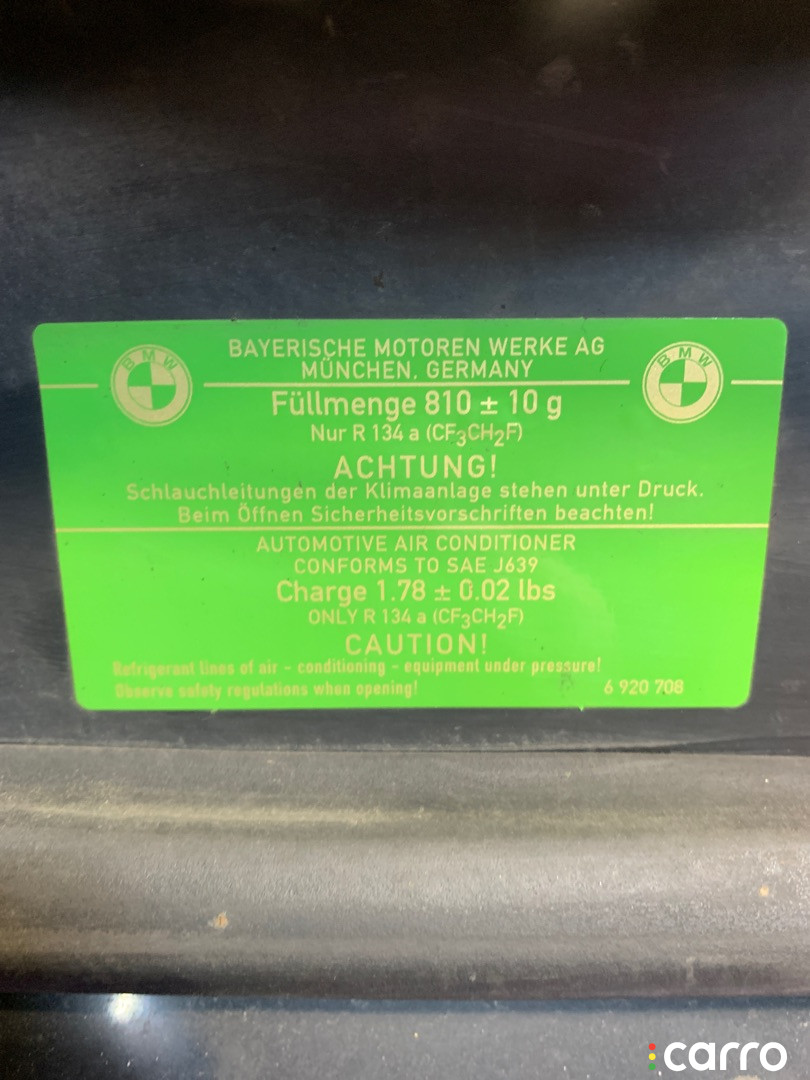 BMW
BMW
BAYERISCHE MOTOREN WERKE AG
MÜNCHEN, GERMANY
Füllmenge 810 ± 10 g
Nur R 134 a (CF₃CH₂F)
ACHTUNG!
Schlauchleitungen der Klimaanlage stehen unter Druck.
Beim Öffnen Sicherheitsvorschriften beachten!
AUTOMOTIVE AIR CONDITIONER
CONFORMS TO SAE J639
Charge 1.78 ± 0.02 lbs
ONLY R 134 a (CF₃CH₂F)
CAUTION!
Refrigerant lines of air - conditioning - equipment under pressure!
Observe safety regulations when opening!
6 920 708
carro